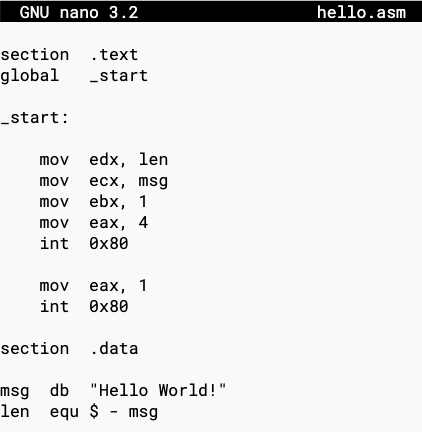 GNU nano 3.2 hello.asm
section .text
global _start
_start:
mov edx, len
mov ecx, msg
mov ebx, 1
mov eax, 4
int 0x80
mov eax, 1
int 0x80
section .data
msg db "Hello World!"
len equ $ - msg